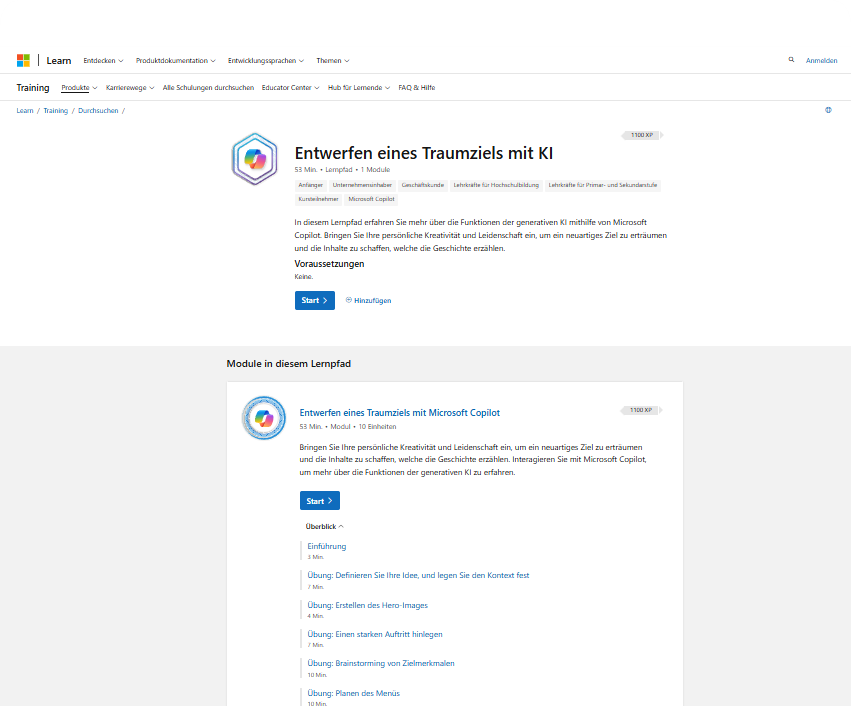 Learn Entdecken Produktdokumentation Entwicklungssprachen Themen Anmelden
Training Produkte Karrierewege Alle Schulungen durchsuchen Educator Center Hub für Lernende FAQ & Hilfe
Learn / Training / Durchsuchen /
1100 XP
Entwerfen eines Traumziels mit KI
53 Min. • Lernpfad • 1 Module
Anfänger Unternehmensinhaber Geschäftskunde Lehrkräfte für Hochschulbildung Lehrkräfte für Primar- und Sekundarstufe
Kursteilnehmer Microsoft Copilot
In diesem Lernpfad erfahren Sie mehr über die Funktionen der generativen KI mithilfe von Microsoft
Copilot. Bringen Sie Ihre persönliche Kreativität und Leidenschaft ein, um ein neuartiges Ziel zu erträumen
und die Inhalte zu schaffen, welche die Geschichte erzählen.
Voraussetzungen
Keine.
Start Hinzufügen
Module in diesem Lernpfad
1100 XP
Entwerfen eines Traumziels mit Microsoft Copilot
53 Min. • Modul • 10 Einheiten
Bringen Sie Ihre persönliche Kreativität und Leidenschaft ein, um ein neuartiges Ziel zu erträumen
und die Inhalte zu schaffen, welche die Geschichte erzählen. Interagieren Sie mit Microsoft Copilot,
um mehr über die Funktionen der generativen KI zu erfahren.
Start
Überblick
Einführung
3 Min.
Übung: Definieren Sie Ihre Idee, und legen Sie den Kontext fest
7 Min.
Übung: Erstellen des Hero-Images
4 Min.
Übung: Einen starken Auftritt hinlegen
7 Min.
Übung: Brainstorming von Zielmerkmalen
10 Min.
Übung: Planen des Menüs
10 Min.